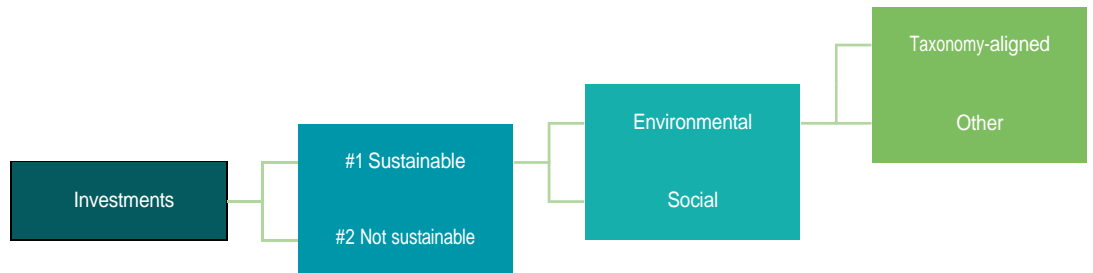 Investments
#1 Sustainable
#2 Not sustainable
Environmental
Social
Taxonomy-aligned
Other